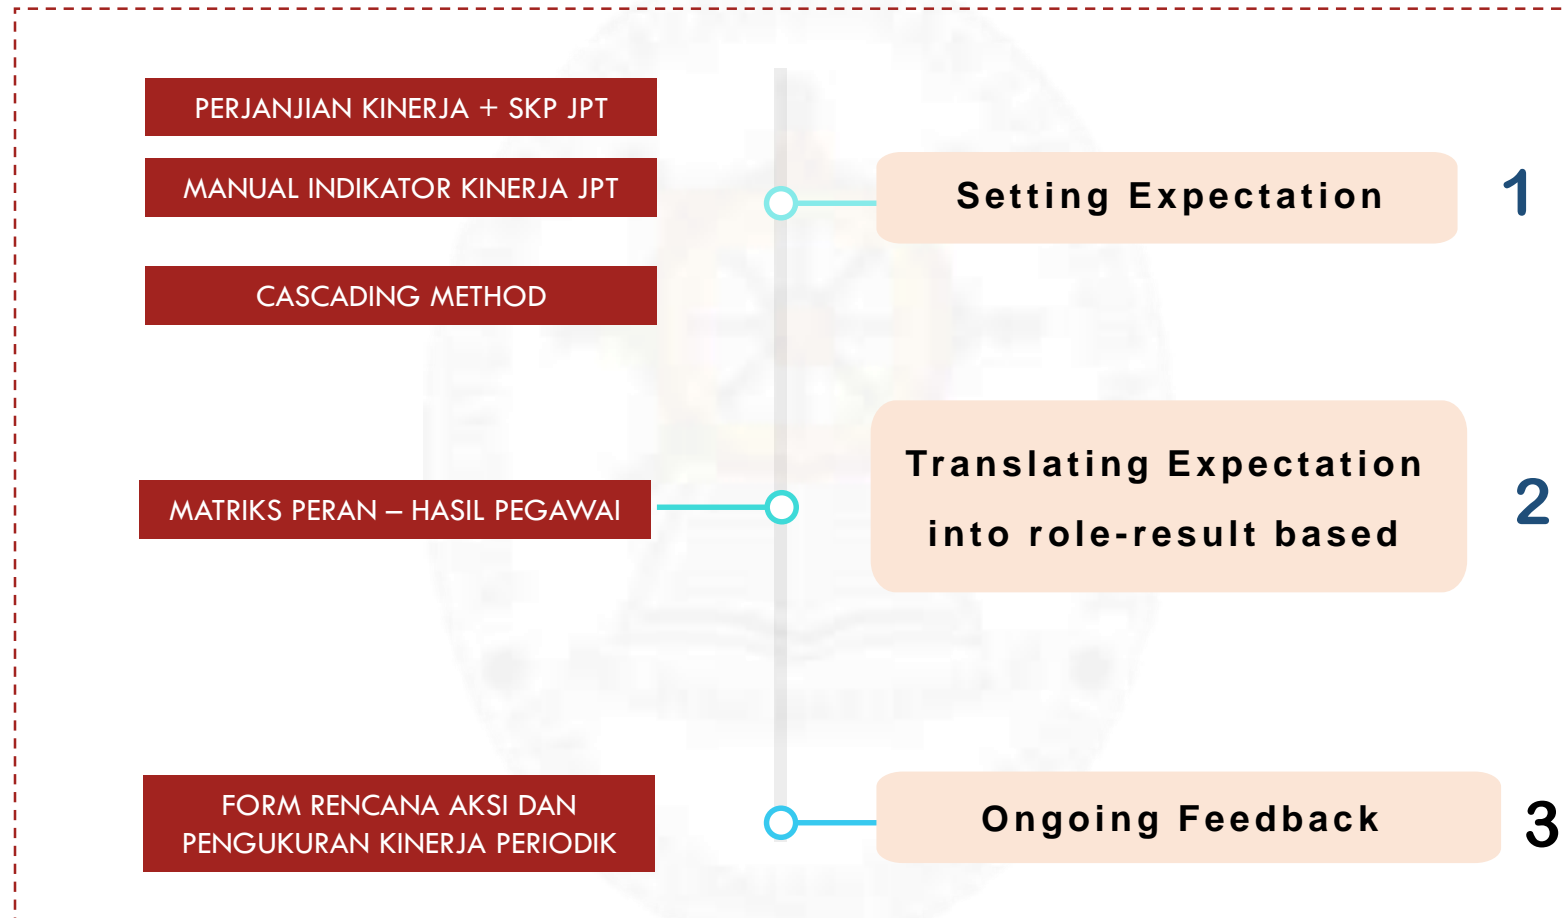 PERJANJIAN KINERJA + SKP JPT
MANUAL INDIKATOR KINERJA JPT
Setting Expectation
1
CASCADING METHOD
MATRIKS PERAN – HASIL PEGAWAI
Translating Expectation
into role-result based
2
FORM RENCANA AKSI DAN
PENGUKURAN KINERJA PERIODIK
Ongoing Feedback
3